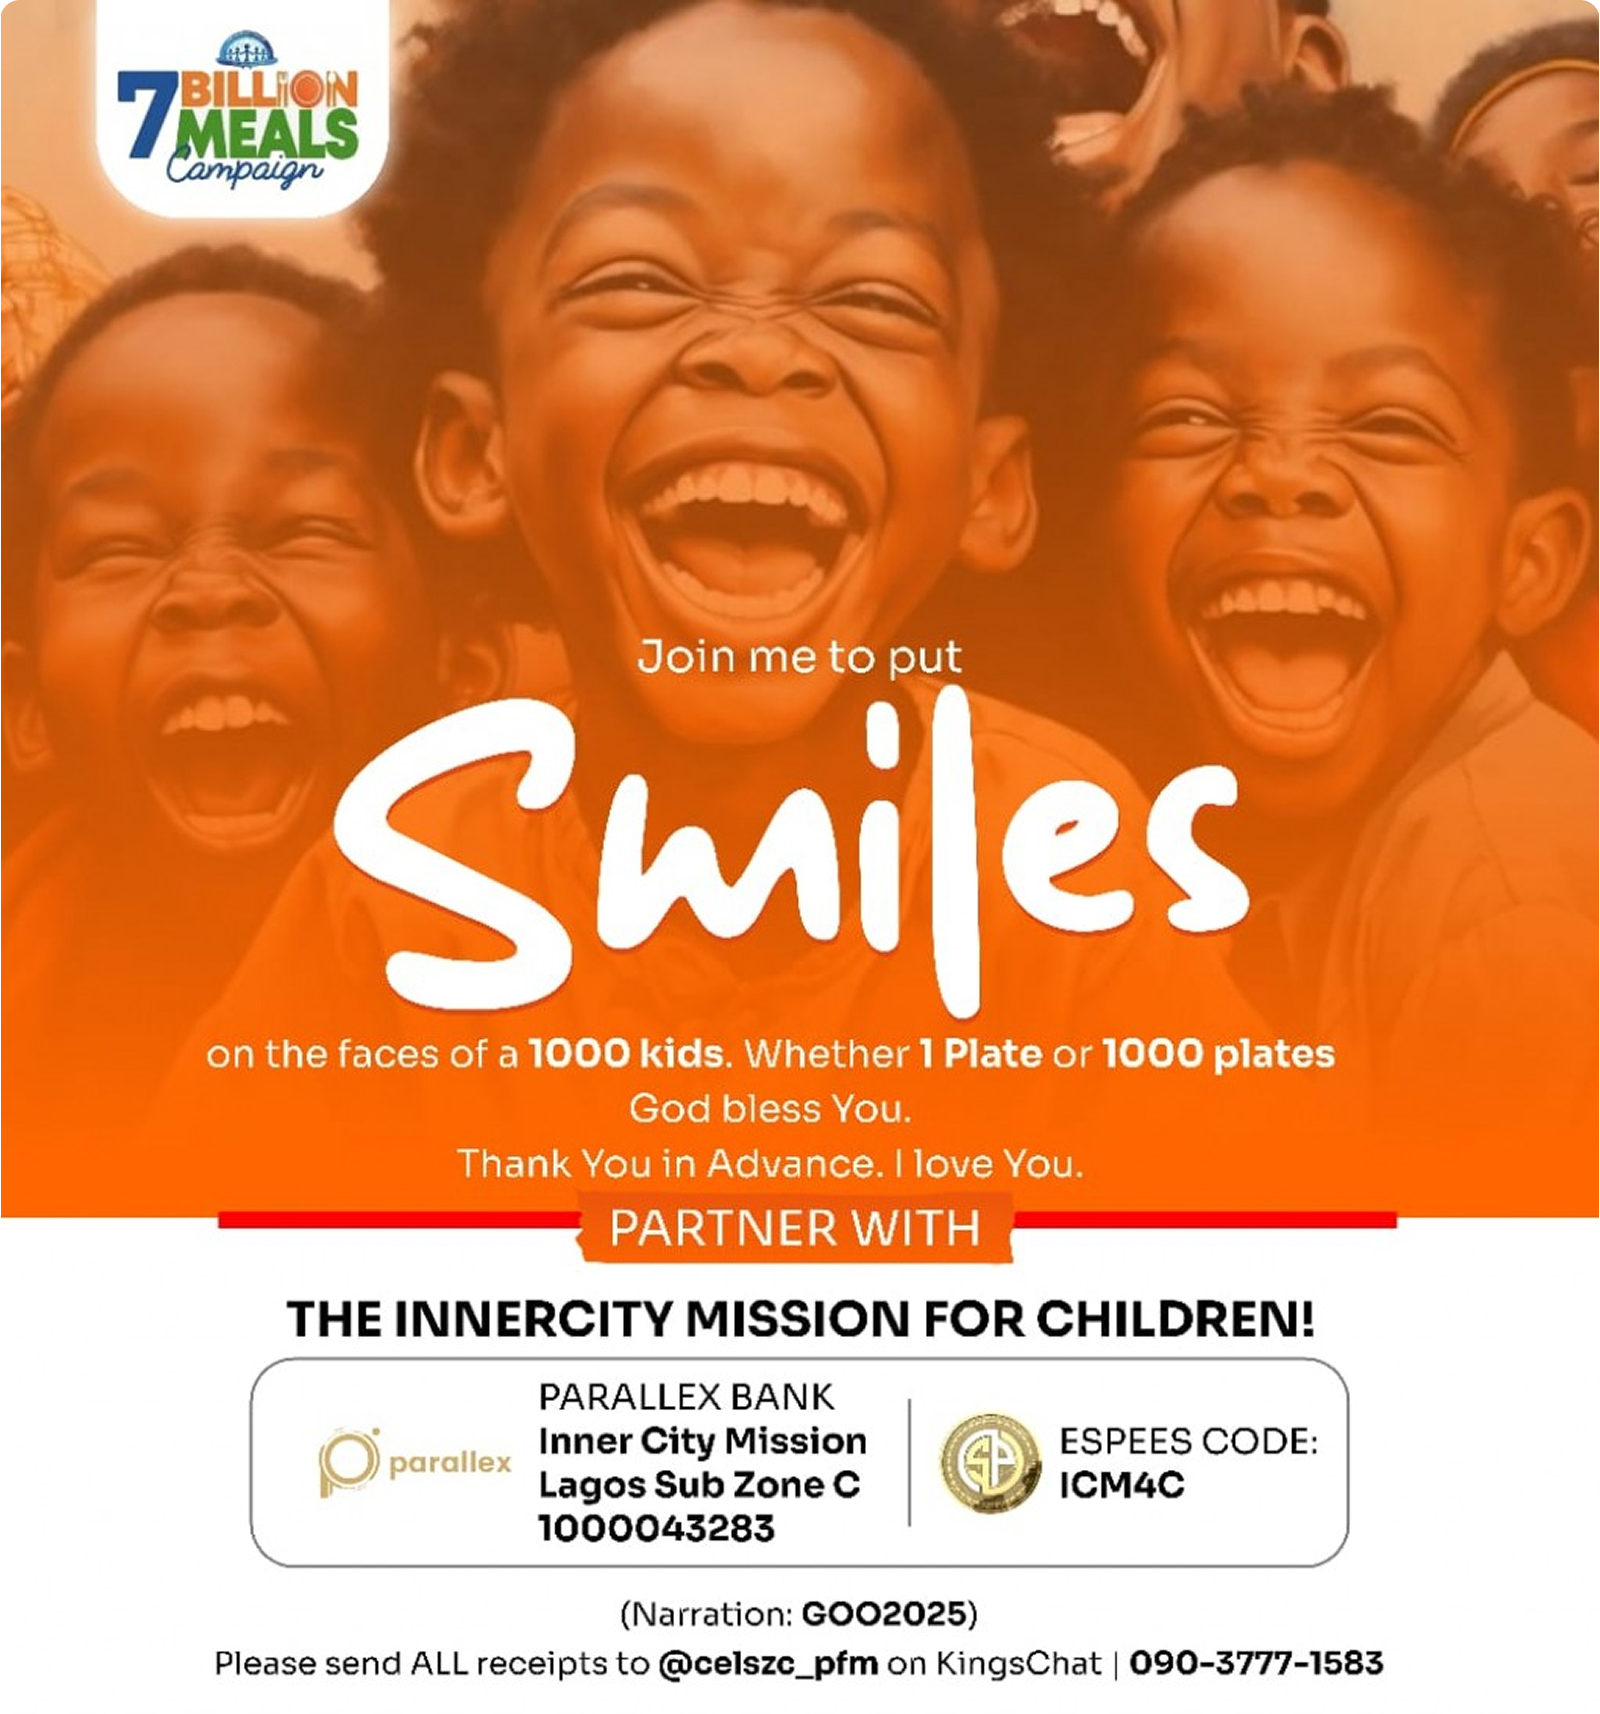 7 BILLION
MEALS
Campaign
Join me to put
Smiles
on the faces of a 1000 kids. Whether 1 Plate or 1000 plates
God bless You.
Thank You in Advance. I love You.
PARTNER WITH
THE INNERCITY MISSION FOR CHILDREN!
parallex
PARALLEX BANK
Inner City Mission
Lagos Sub Zone C
1000043283
ESPEES CODE:
ICM4C
(Narration: GOO2025)
Please send ALL receipts to @celszc_pfm on KingsChat | 090-3777-1583